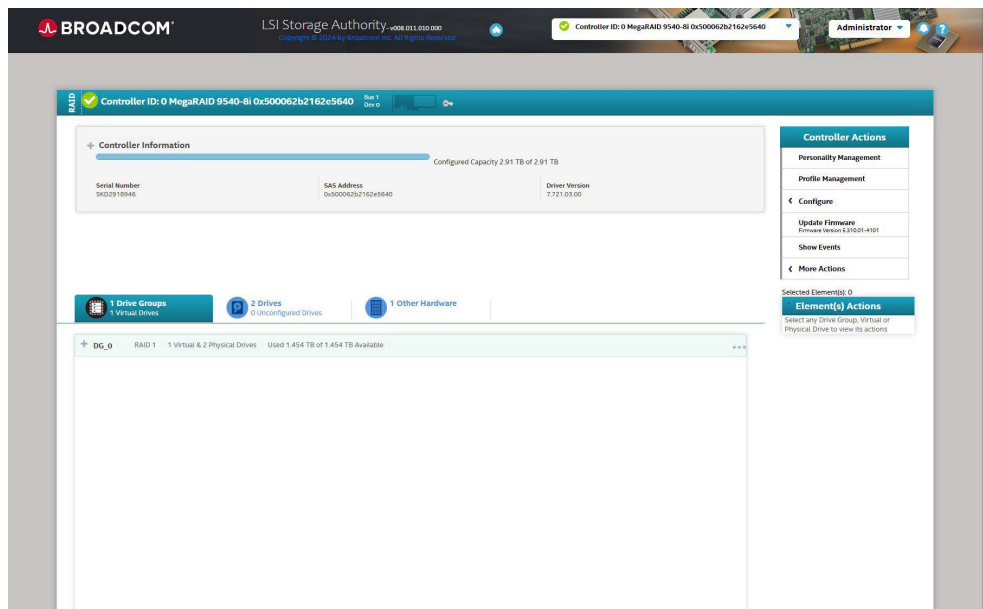 BROADCOM
LSI Storage Authority v008.011.010.000
Copyright © 2024 by Broadcom Inc. All Rights Reserved
Controller ID: 0 MegaRAID 9540-8i 0x500062b2162e5640
Administrator
RAID
Controller ID: 0 MegaRAID 9540-8i 0x500062b2162e5640
Bus 1
Dev 0
Controller Information
Configured Capacity 2.91 TB of 2.91 TB
Serial Number
SKD2918946
SAS Address
0x500062b2162e5640
Driver Version
7.721.03.00
Controller Actions
Personality Management
Profile Management
Configure
Update Firmware
Firmware Version 5.310.01-4101
Show Events
More Actions
1 Drive Groups
1 Virtual Drives
2 Drives
0 Unconfigured Drives
1 Other Hardware
Selected Element(s): 0
Element(s) Actions
Select any Drive Group, Virtual or
Physical Drive to view its actions
DG_0 RAID 1 1 Virtual & 2 Physical Drives Used 1.454 TB of 1.454 TB Available